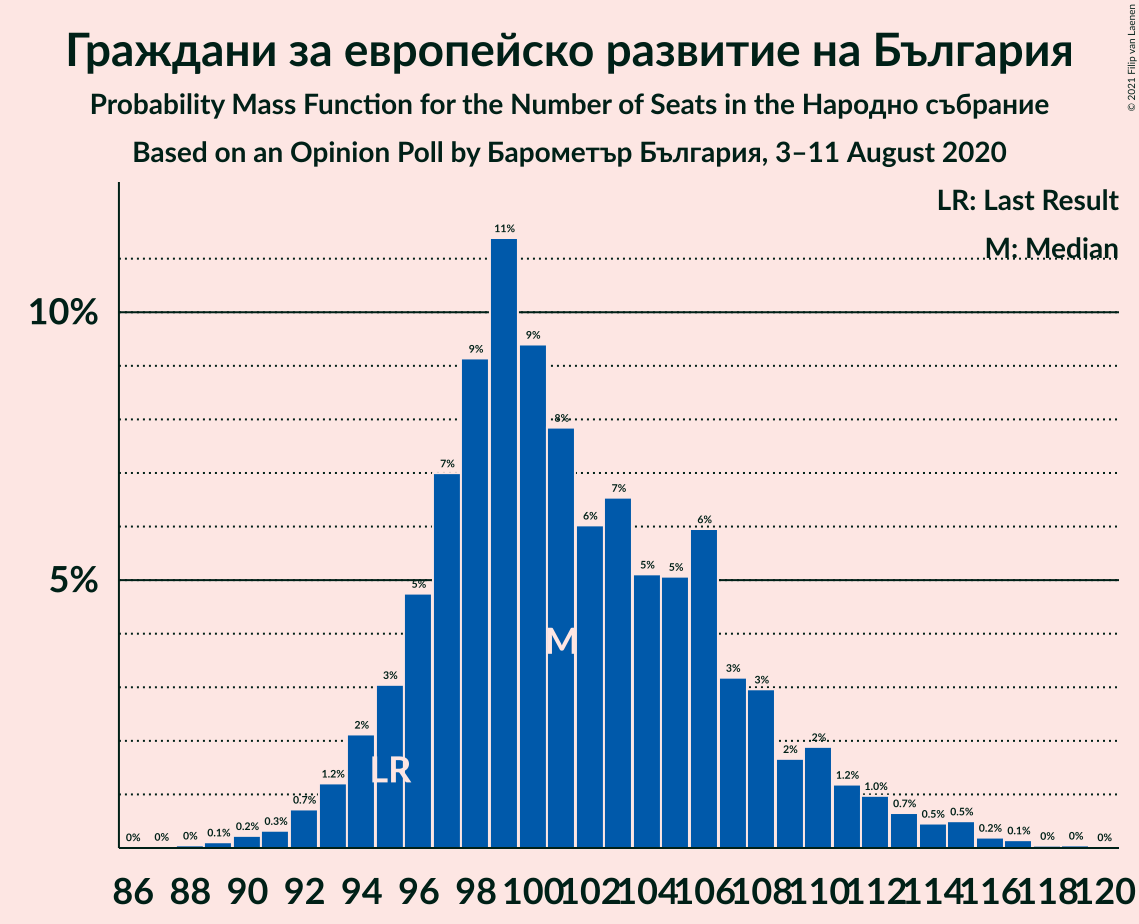 Граждани за европейско развитие на България
Probability Mass Function for the Number of Seats in the Народно събрание
Based on an Opinion Poll by Барометър България, 3–11 August 2020
© 2021 Filip van Laenen
LR: Last Result
M: Median
10%
5%
0% 0% 0% 0.1% 0.2% 0.3% 0.7% 1.2% 2% 3% 5% 7% 9% 11% 9% 8% 6% 7% 5% 5% 6% 3% 3% 2% 2% 1.2% 1.0% 0.7% 0.5% 0.5% 0.2% 0.1% 0% 0% 0%
LR
M
86 88 90 92 94 96 98 100 102 104 106 108 110 112 114 116 118 120